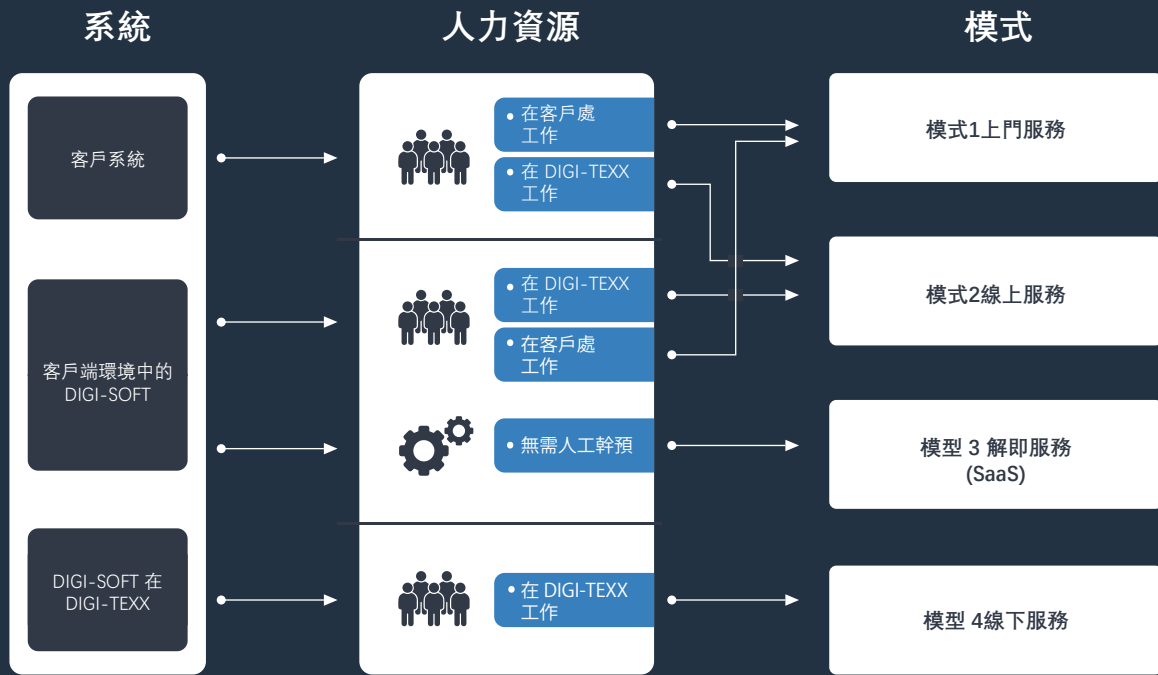 系統
人力資源
模式
客戶系統
客戶端環境中的
DIGI-SOFT
DIGI-SOFT 在
DIGI-TEXX
• 在客戶處
工作
• 在 DIGI-TEXX
工作
• 在 DIGI-TEXX
工作
• 在客戶處
工作
• 無需人工幹預
• 在 DIGI-TEXX
工作
模式1上門服務
模式2線上服務
模型 3 解即服務
(SaaS)
模型 4線下服務